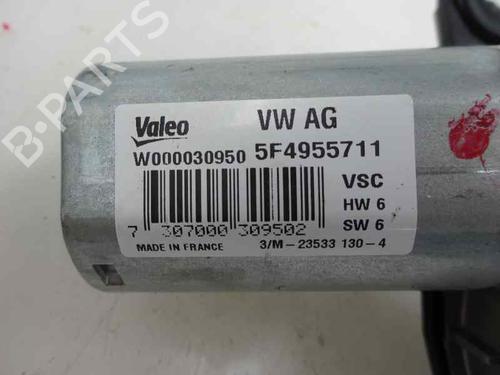 B-PARTS
Valeo VW AG
W000030950 5F4955711
VSC
HW 6
7 307000 309502 SW 6
MADE IN FRANCE 3/M-23533 130-4